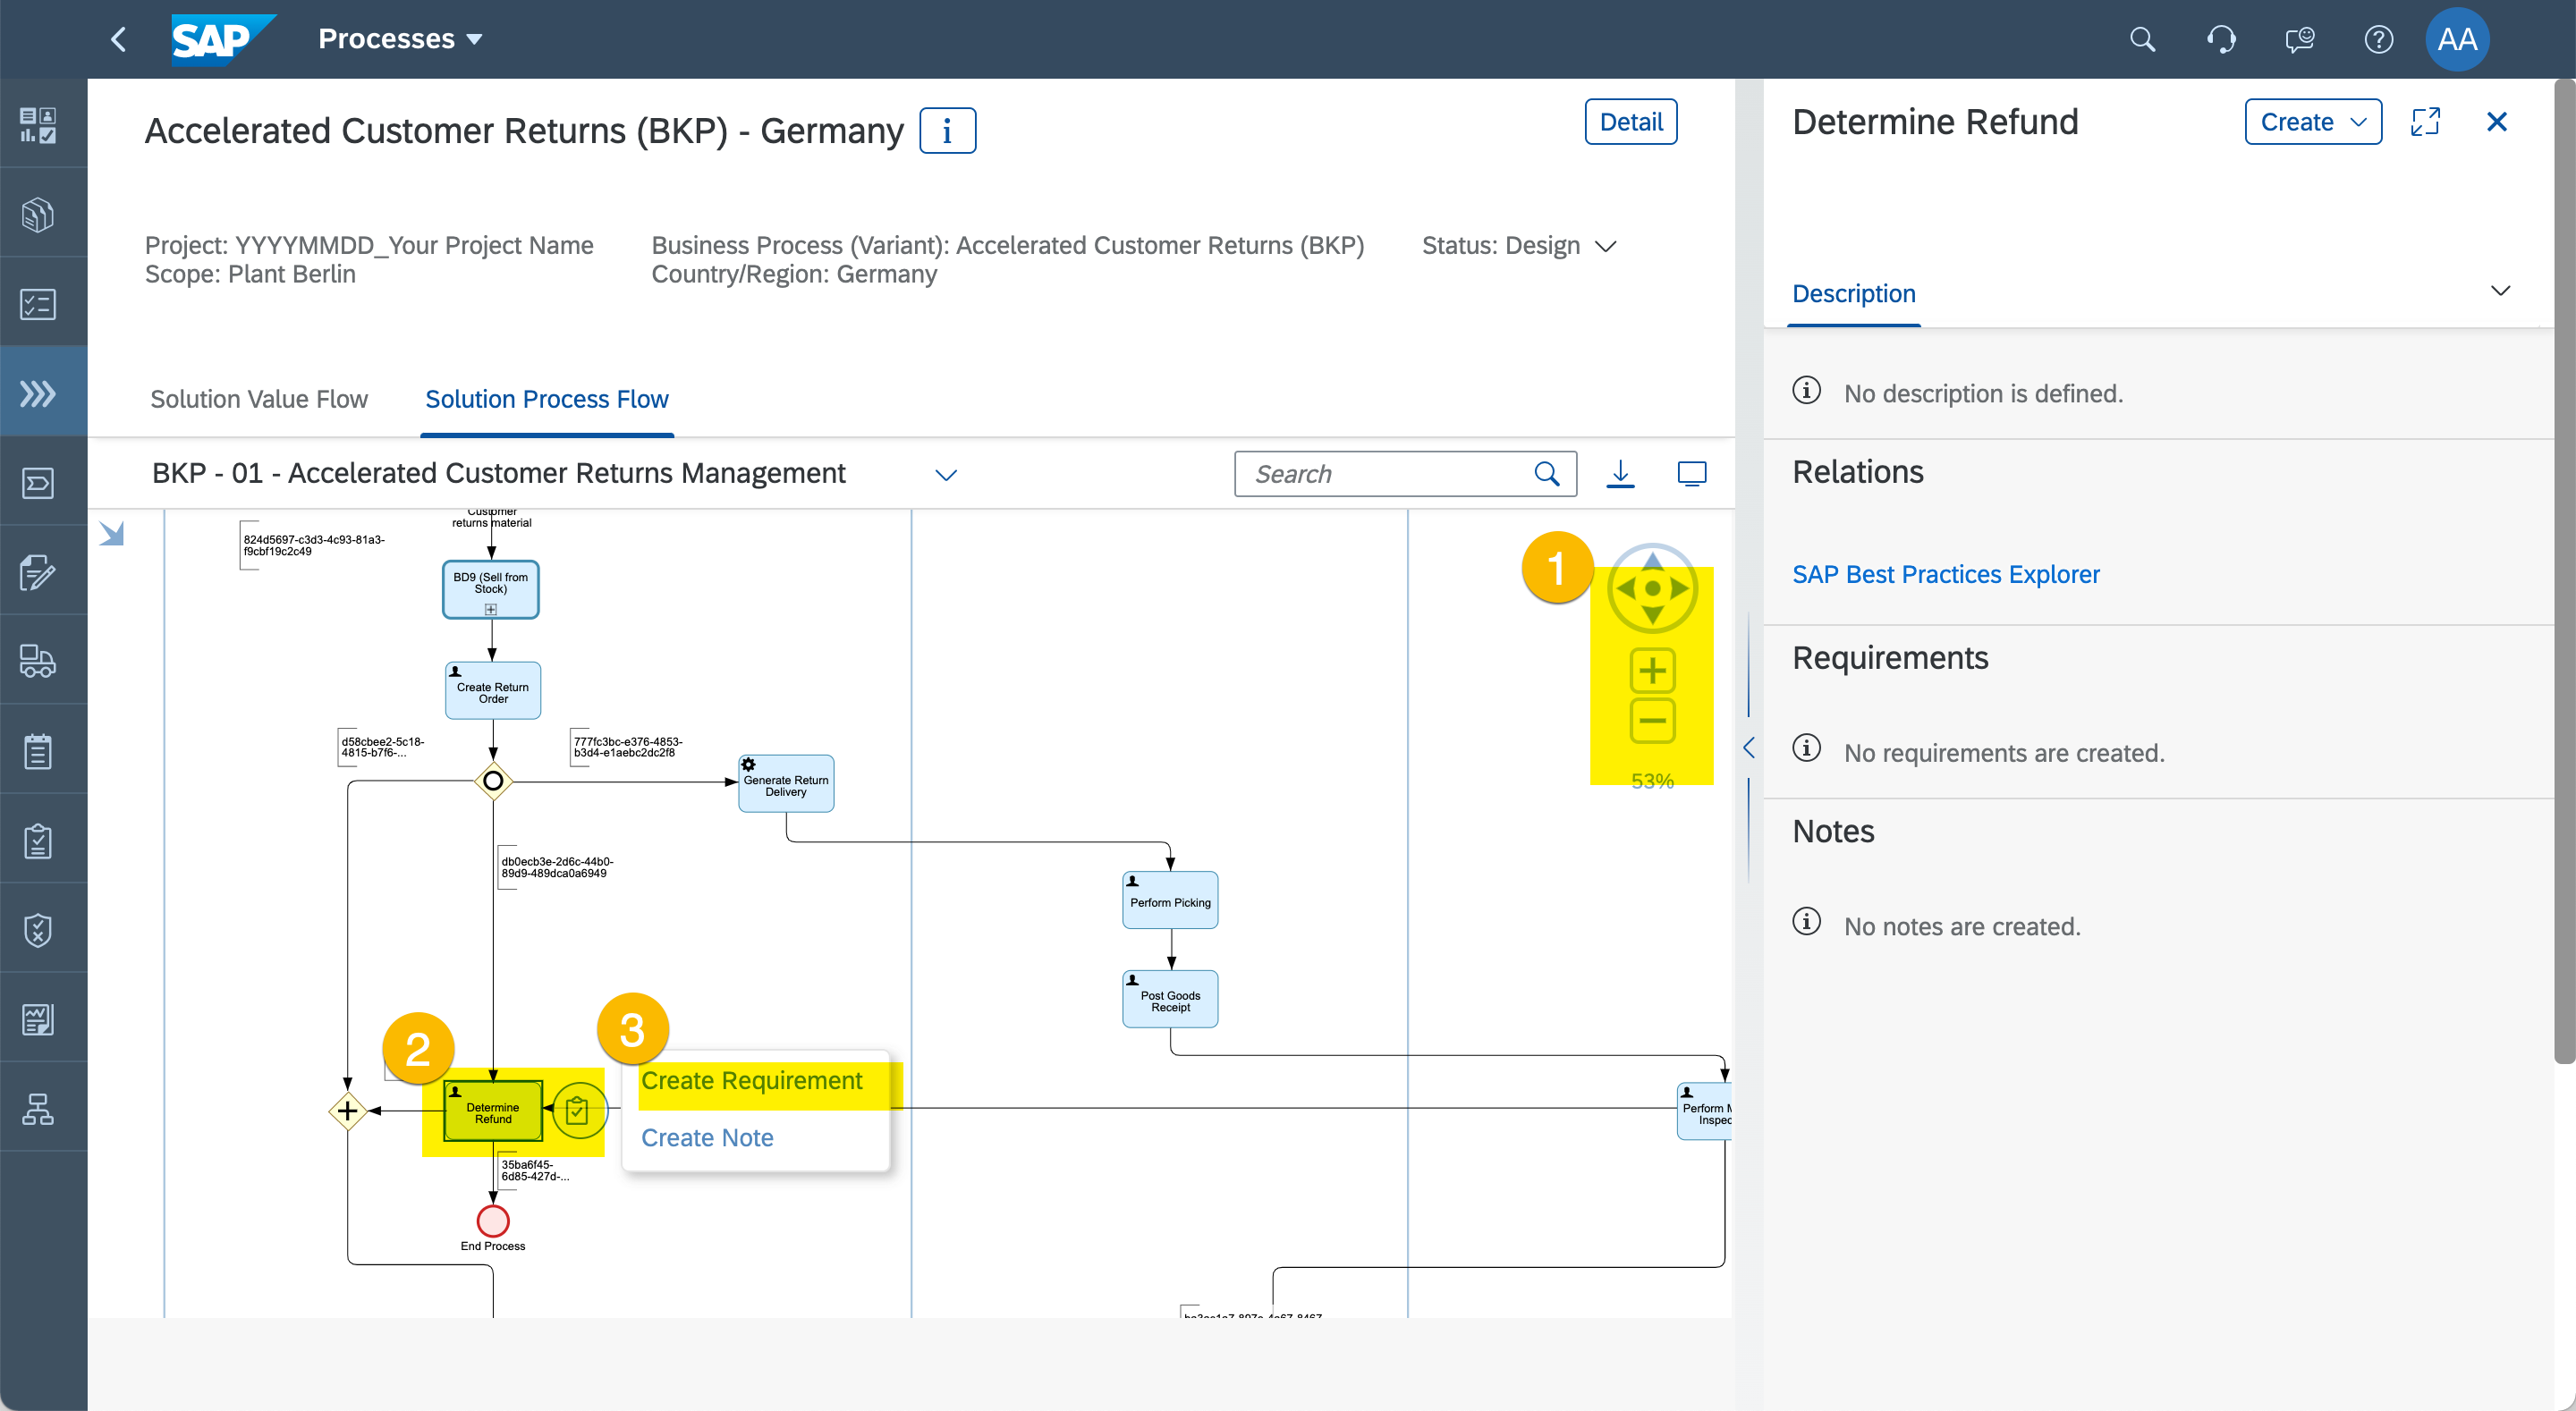 SAP Processes
AA
Accelerated Customer Returns (BKP) - Germany i
Detail
Project: YYYYMMDD_Your Project Name
Scope: Plant Berlin
Business Process (Variant): Accelerated Customer Returns (BKP)
Country/Region: Germany
Status: Design
Solution Value Flow
Solution Process Flow
BKP - 01 - Accelerated Customer Returns Management
Search
Customer
returns material
824d5697-c3d3-4c93-81a3-
f9cbf19c2c49
BD9 (Sell from
Stock)
1
53%
Create Return
Order
d58cbee2-5c18-
4815-b7f6-...
777fc3bc-e376-4853-
b3d4-e1aebc2dc2f8
Generate Return
Delivery
db0ecb3e-2d6c-44b0-
89d9-489dca0a6949
Perform Picking
Post Goods
Receipt
2
3
Determine
Refund
Create Requirement
Create Note
Perform M
Inspec
35ba6f45-
6d85-427d-...
End Process
Determine Refund
Create
Description
No description is defined.
Relations
SAP Best Practices Explorer
Requirements
No requirements are created.
Notes
No notes are created.